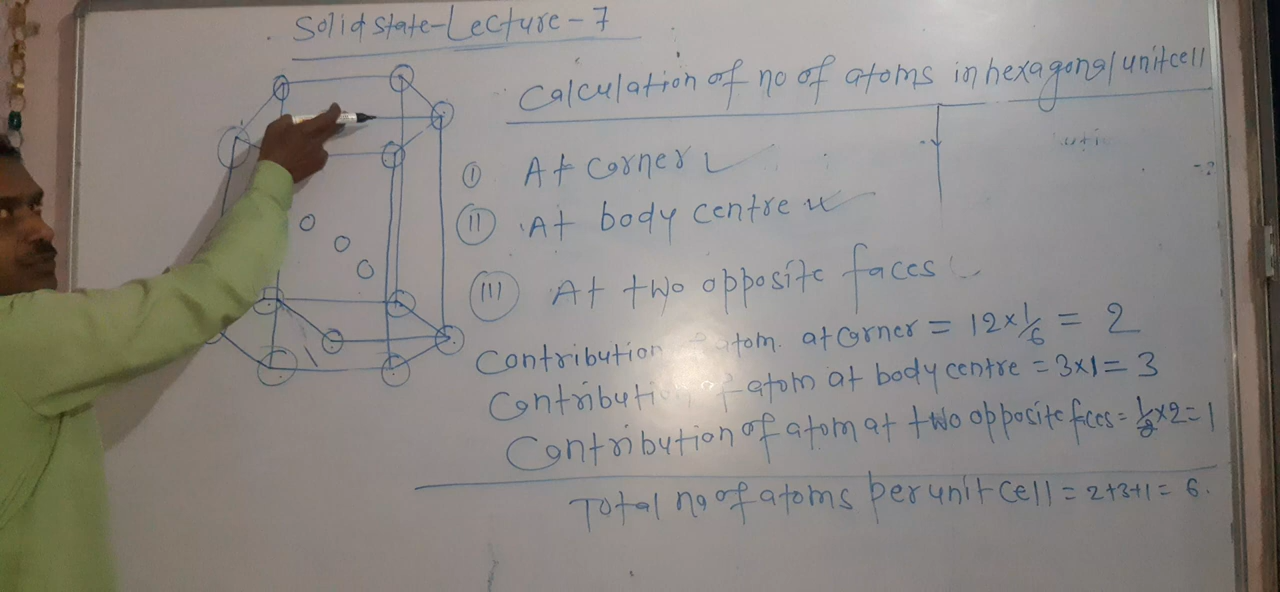 Solid State-Lecture-7
Calculation of no of atoms in hexagonal unit cell
(I) At corner
(II) At body centre
(III) At two opposite faces
Contribution atom at corner = 12×1/6 = 2
Contribution of atom at body centre = 3×1 = 3
Contribution of atom at two opposite faces = 1/2×2 = 1
Total no of atoms per unit cell = 2+3+1 = 6.